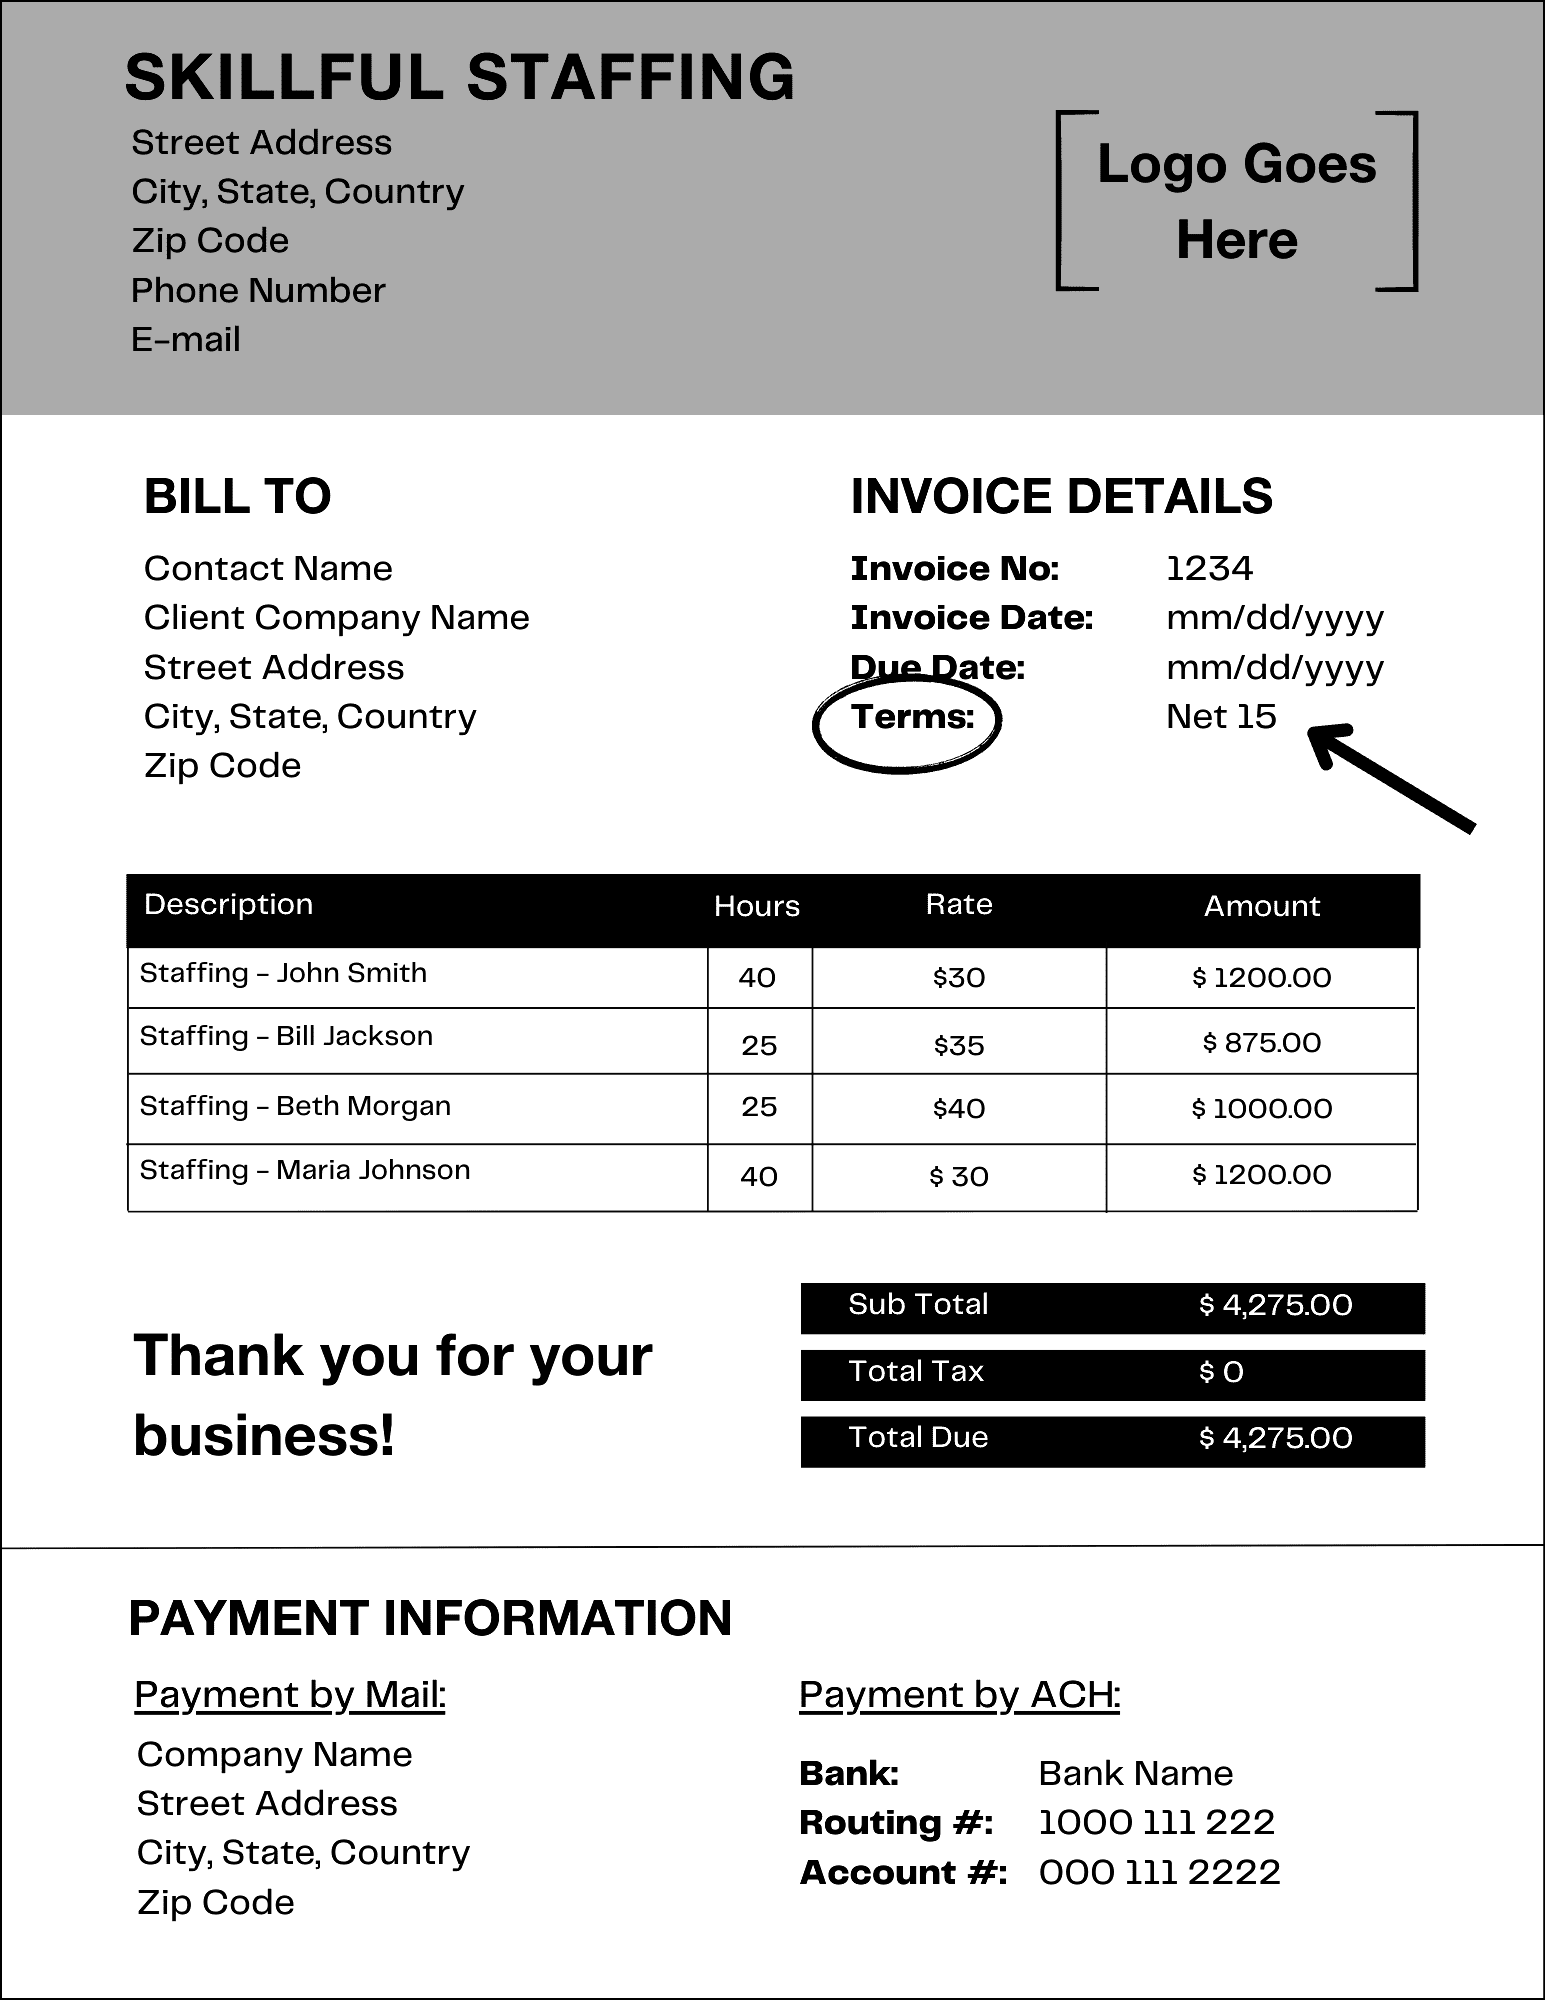 SKILLFUL STAFFING
Street Address
City, State, Country
Zip Code
Phone Number
E-mail
Logo Goes
Here
BILL TO
Contact Name
Client Company Name
Street Address
City, State, Country
Zip Code
INVOICE DETAILS
Invoice No: 1234
Invoice Date: mm/dd/yyyy
Due Date: mm/dd/yyyy
Terms: Net 15
Description Hours Rate Amount
Staffing - John Smith 40 $30 $ 1200.00
Staffing - Bill Jackson 25 $35 $ 875.00
Staffing - Beth Morgan 25 $40 $ 1000.00
Staffing - Maria Johnson 40 $ 30 $ 1200.00
Sub Total $ 4,275.00
Total Tax $ 0
Total Due $ 4,275.00
Thank you for your
business!
PAYMENT INFORMATION
Payment by Mail:
Company Name
Street Address
City, State, Country
Zip Code
Payment by ACH:
Bank: Bank Name
Routing #: 1000 111 222
Account #: 000 111 2222